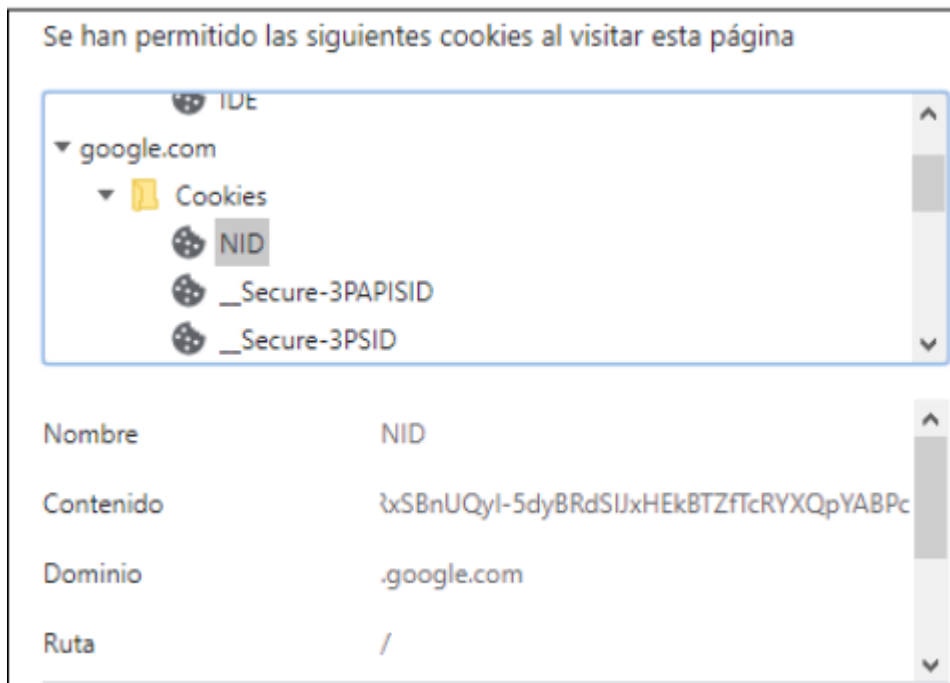 Se han permitido las siguientes cookies al visitar esta página
IDE
google.com
Cookies
NID
__Secure-3PAPISID
__Secure-3PSID
Nombre NID
Contenido RxSBnUQyI-5dyBRdSIJxHEkBTZfTcRYXQpYABPc
Dominio .google.com
Ruta /